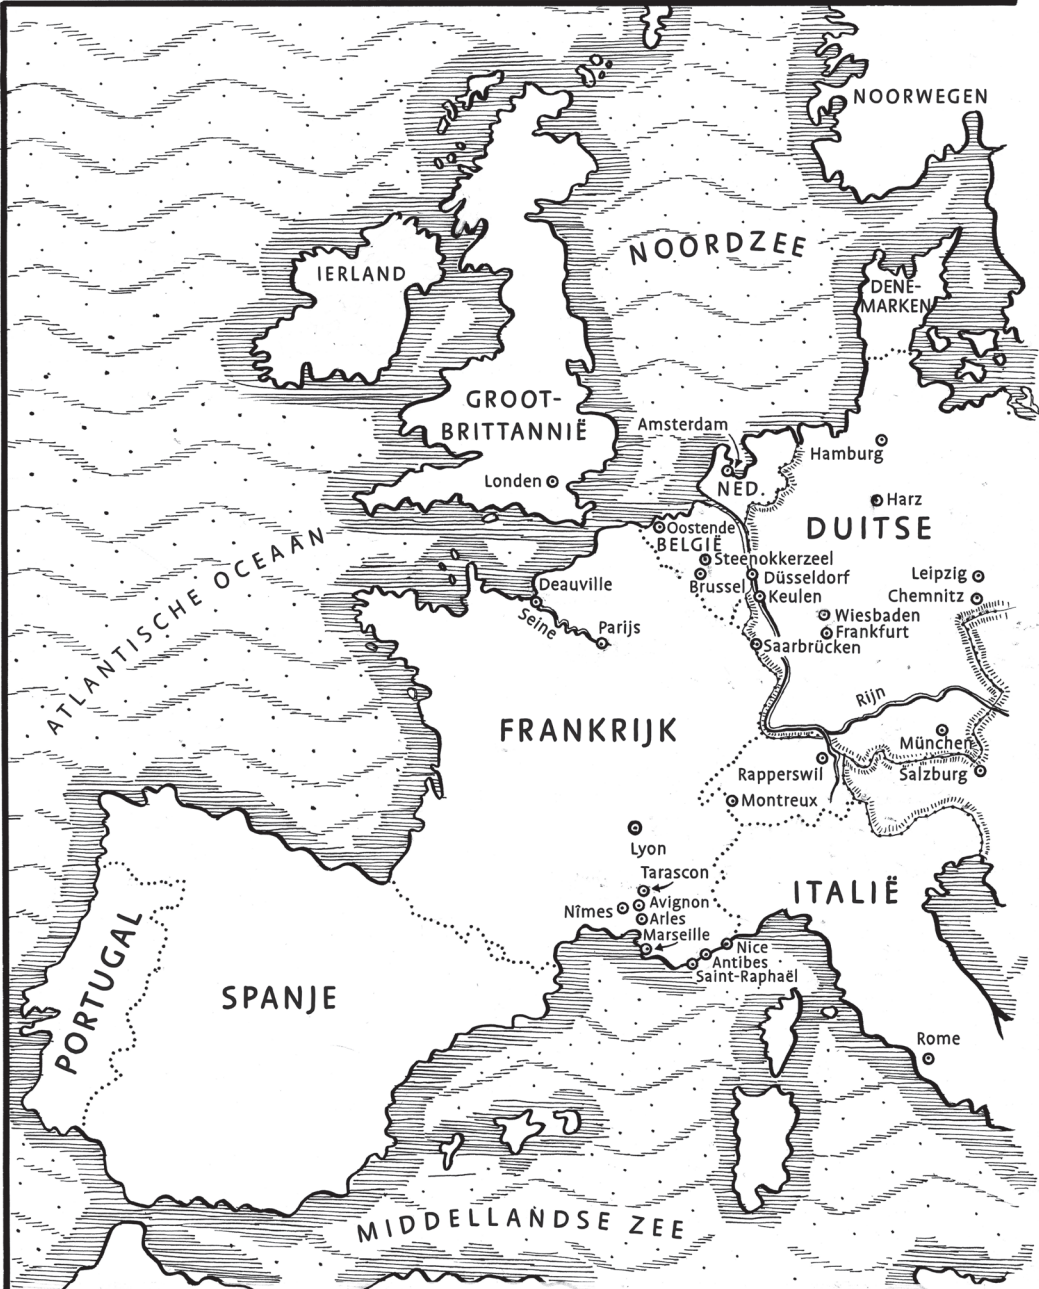 NOORWEGEN
NOORDZEE
IERLAND
DENE-
MARKEN
GROOT-
BRITTANNIË
Amsterdam
Hamburg
Londen
NED.
Harz
Oostende
DUITSE
BELGIË
Steenokkerzeel
Brussel
Düsseldorf
Leipzig
Keulen
Chemnitz
ATLANTISCHE OCEAAN
Deauville
Seine
Parijs
Wiesbaden
Frankfurt
Saarbrücken
Rijn
FRANKRIJK
München
Rapperswil
Salzburg
Montreux
Lyon
Tarascon
ITALIË
Nîmes
Avignon
Arles
Marseille
Nice
Antibes
Saint-Raphaël
PORTUGAL
SPANJE
Rome
MIDDELLANDSE ZEE